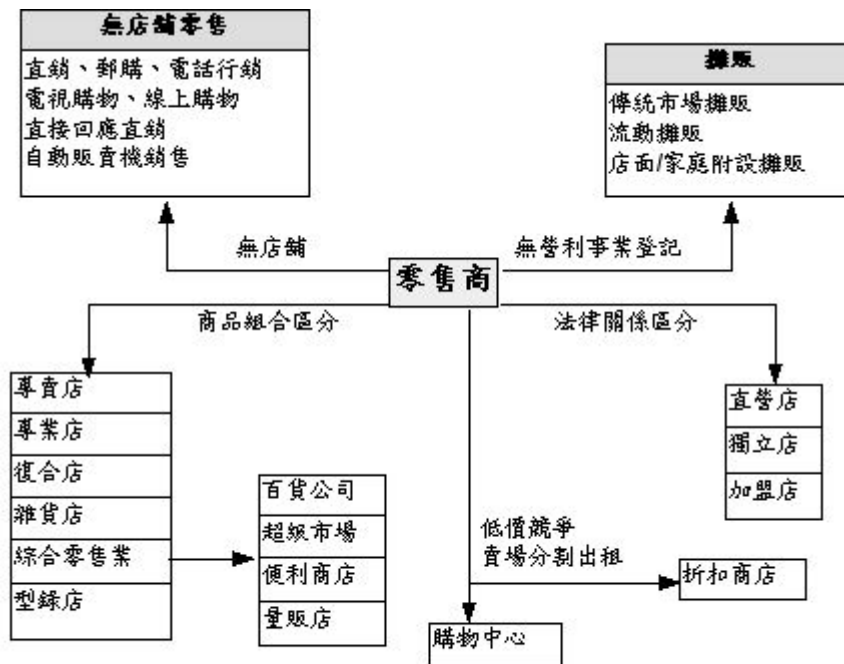 無店舖零售
直銷、郵購、電話行銷
電視購物、線上購物
直接回應直銷
自動販賣機銷售
攤販
傳統市場攤販
流動攤販
店面/家庭附設攤販
無店舖
無營利事業登記
零售商
商品組合區分
法律關係區分
專賣店
專業店
復合店
雜貨店
綜合零售業
型錄店
百貨公司
超級市場
便利商店
量販店
直營店
獨立店
加盟店
低價競爭
賣場分割出租
折扣商店
購物中心